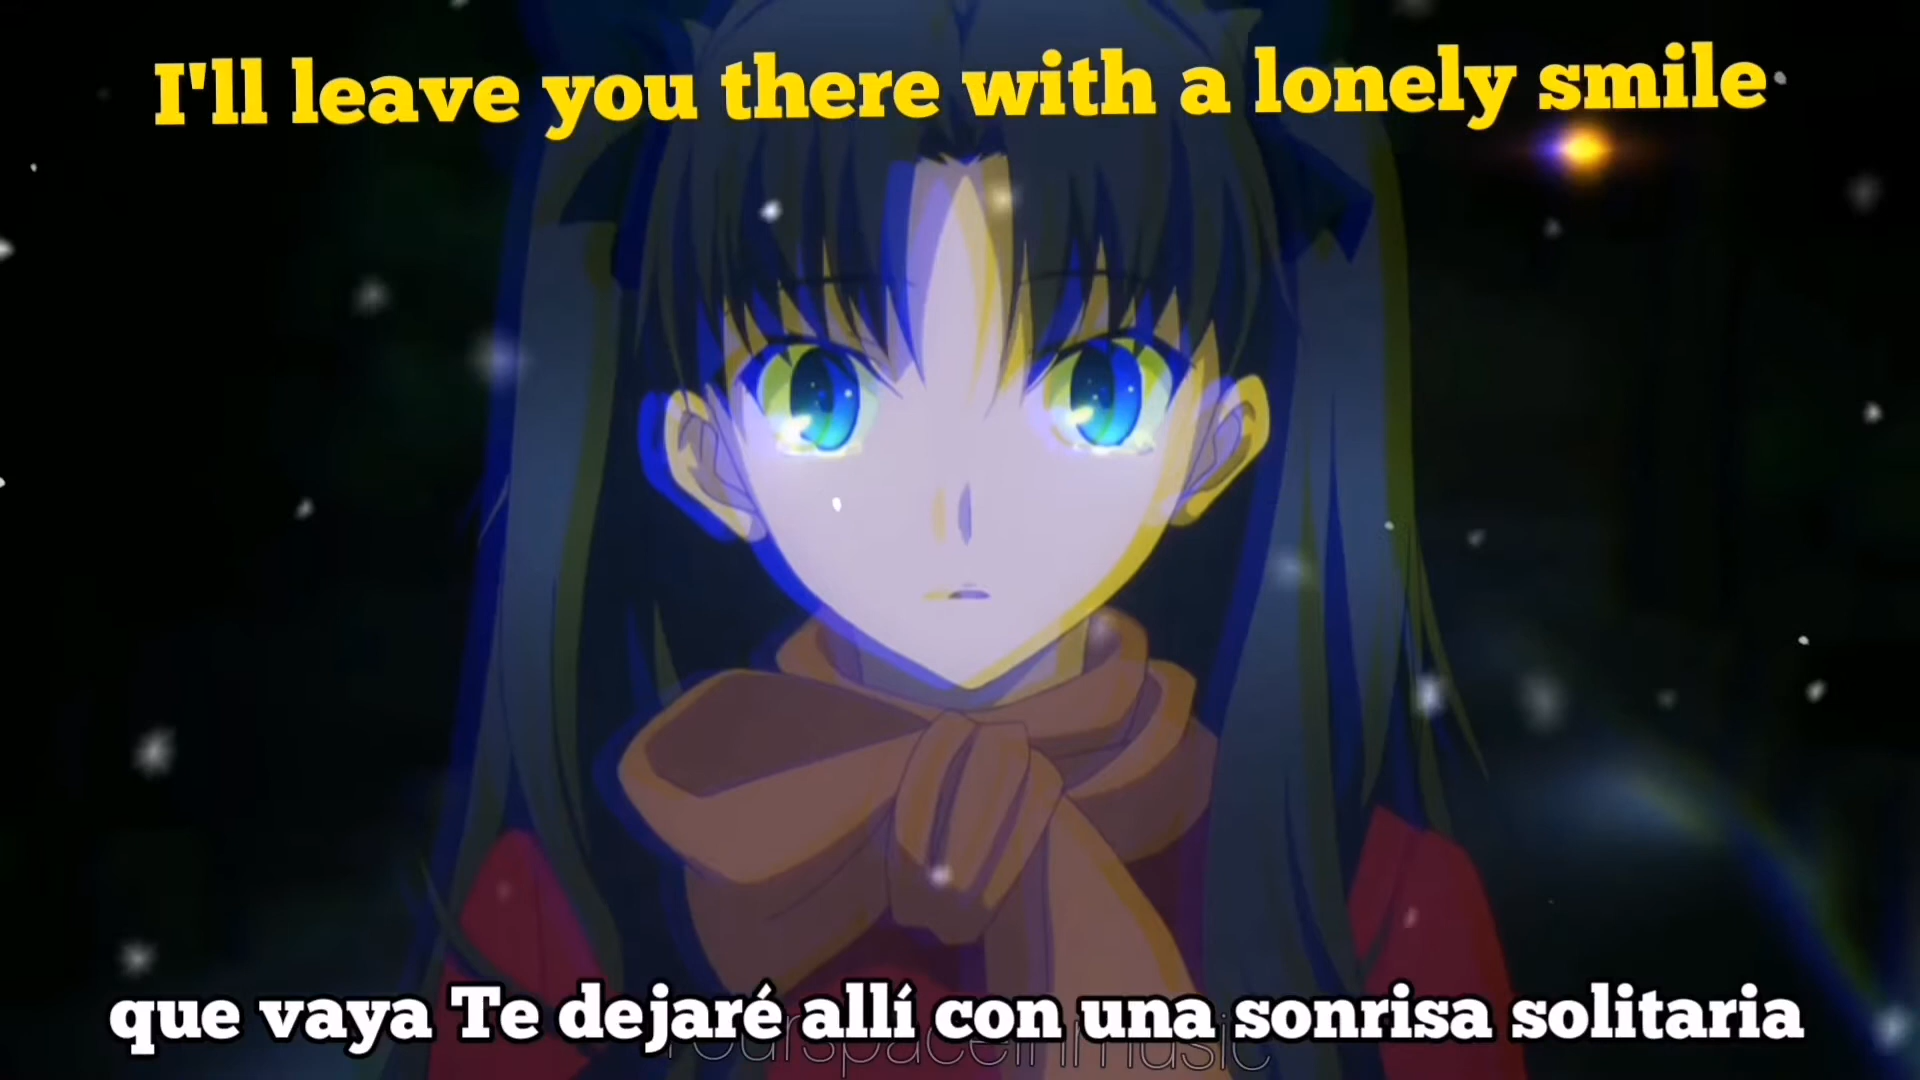 I'll leave you there with a lonely smile
que vaya Te dejaré allí con una sonrisa solitaria